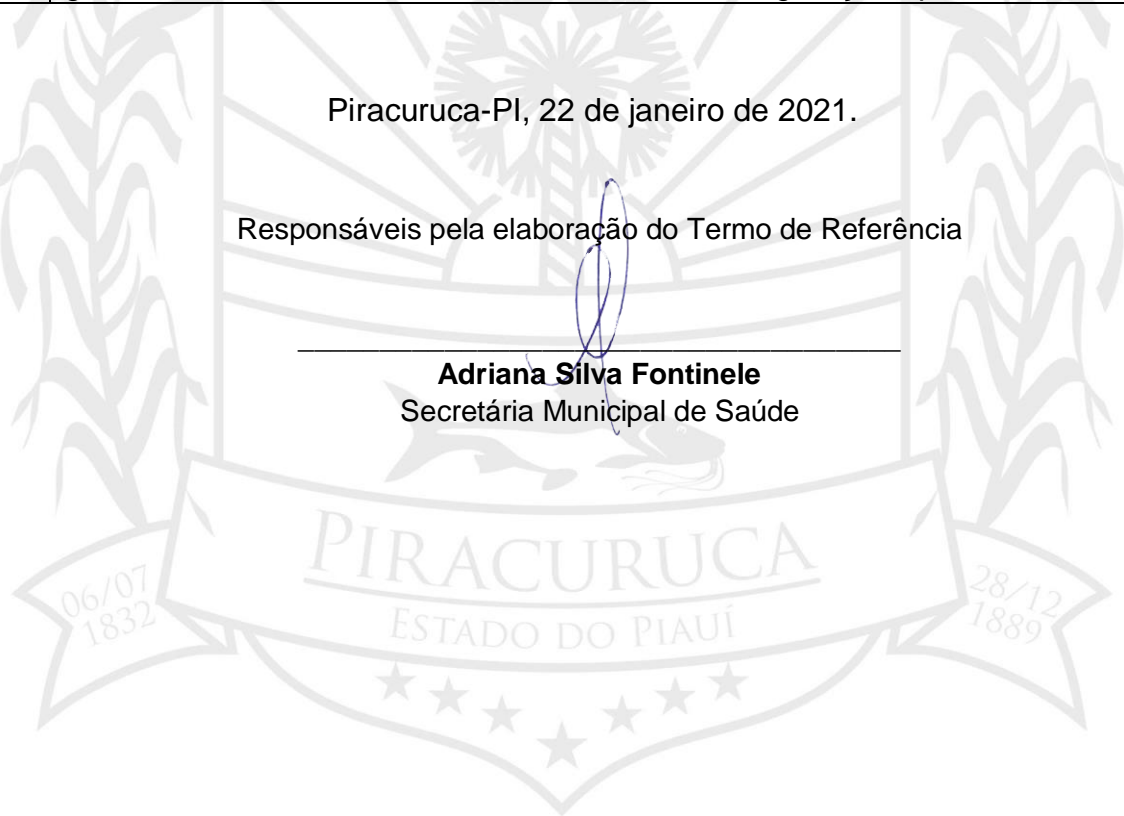 Piracuruca-PI, 22 de janeiro de 2021.
Responsáveis pela elaboração do Termo de Referência
Adriana Silva Fontinele
Secretária Municipal de Saúde
PIRACURUCA
06/07
1832
ESTADO DO PIAUÍ
28/12
1889